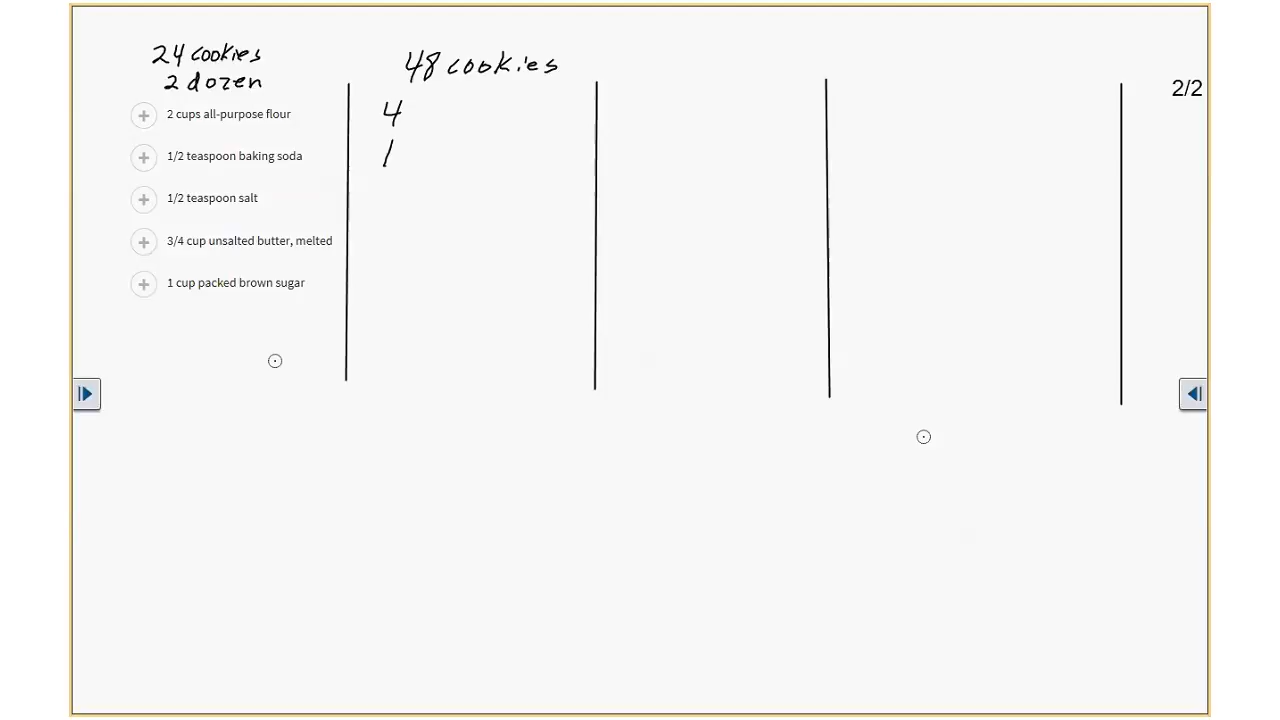 24 cookies
2 dozen
48 cookies
2/2
2 cups all-purpose flour
4
1/2 teaspoon baking soda
1
1/2 teaspoon salt
3/4 cup unsalted butter, melted
1 cup packed brown sugar